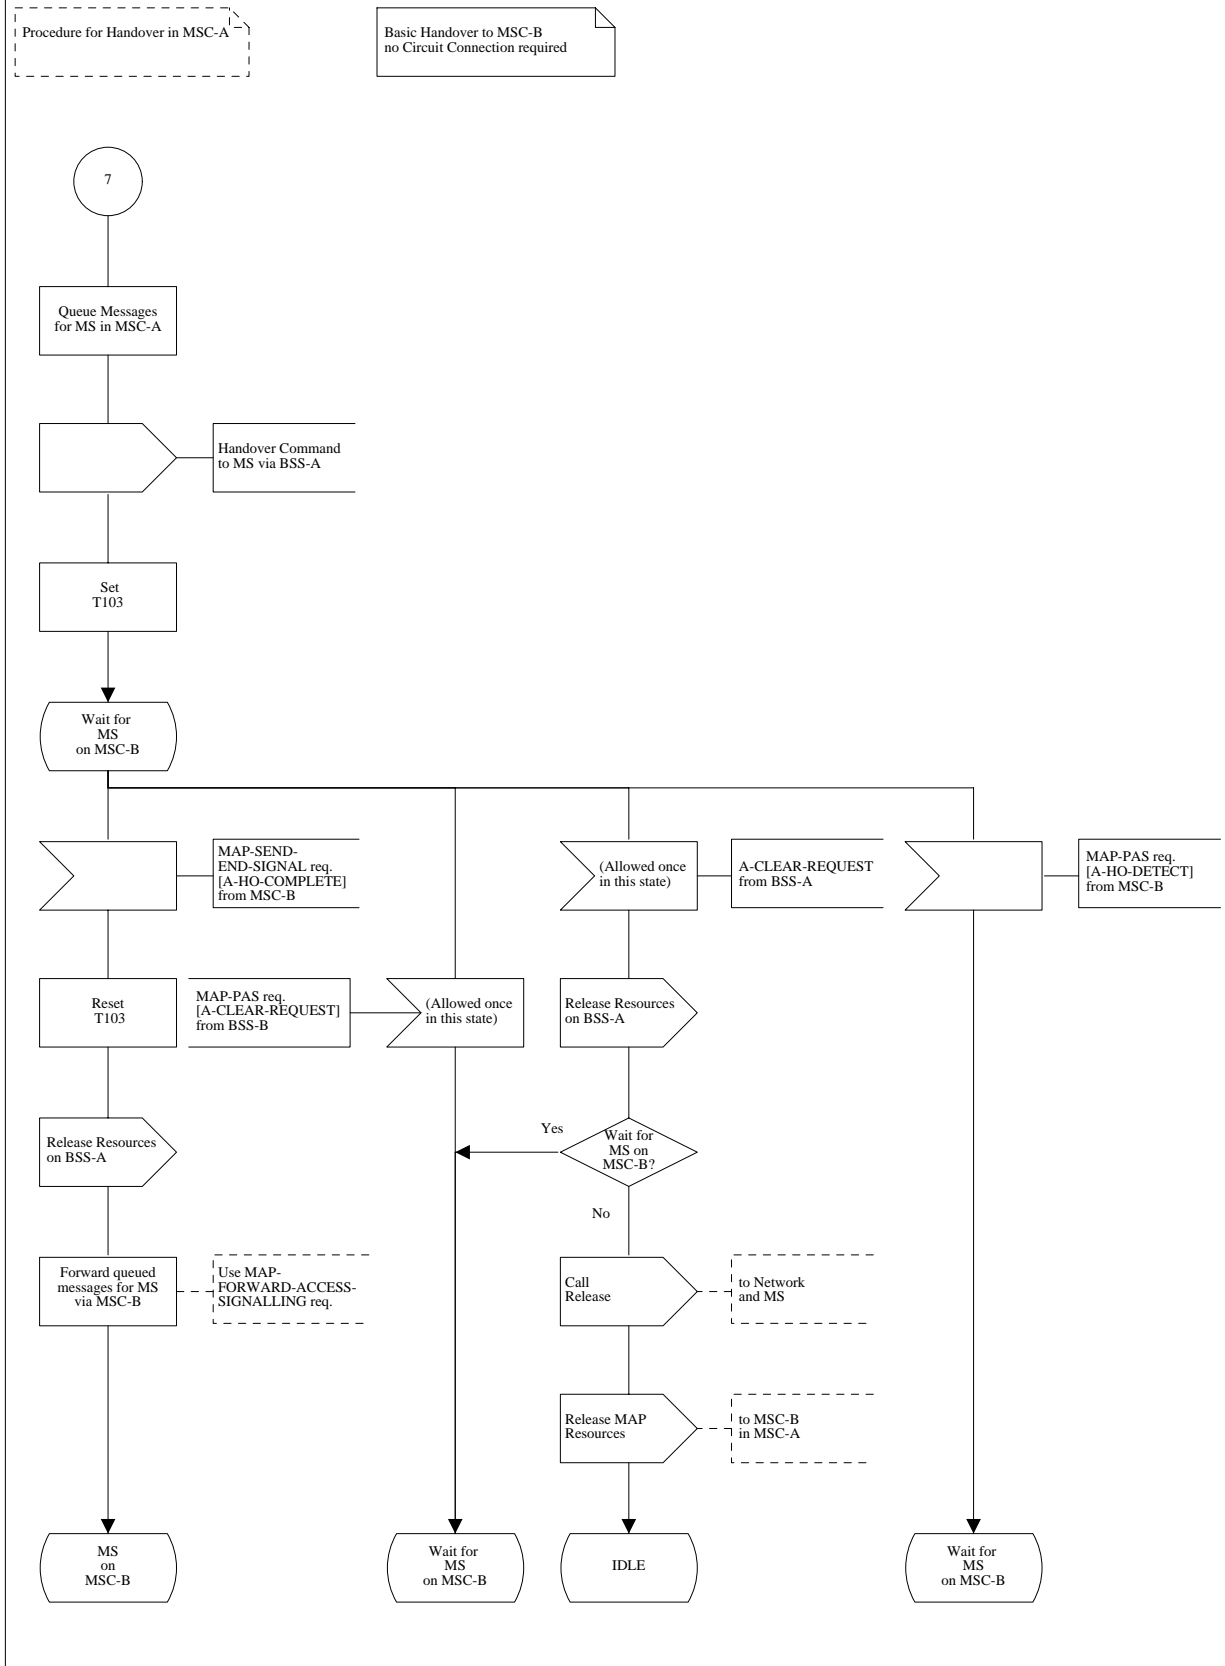 Procedure for Handover in MSC-A
Basic Handover to MSC-B
no Circuit Connection required
7
Queue Messages
for MS in MSC-A
Handover Command
to MS via BSS-A
Set
T103
Wait for
MS
on MSC-B
MAP-SEND-
END-SIGNAL req.
[A-HO-COMPLETE]
from MSC-B
(Allowed once
in this state)
A-CLEAR-REQUEST
from BSS-A
MAP-PAS req.
[A-HO-DETECT]
from MSC-B
Reset
T103
MAP-PAS req.
[A-CLEAR-REQUEST]
from BSS-B
(Allowed once
in this state)
Release Resources
on BSS-A
Release Resources
on BSS-A
Yes
Wait for
MS on
MSC-B?
No
Forward queued
messages for MS
via MSC-B
Use MAP-
FORWARD-ACCESS-
SIGNALLING req.
Call
Release
to Network
and MS
Release MAP
Resources
to MSC-B
in MSC-A
MS
on
MSC-B
Wait for
MS
on MSC-B
IDLE
Wait for
MS
on MSC-B